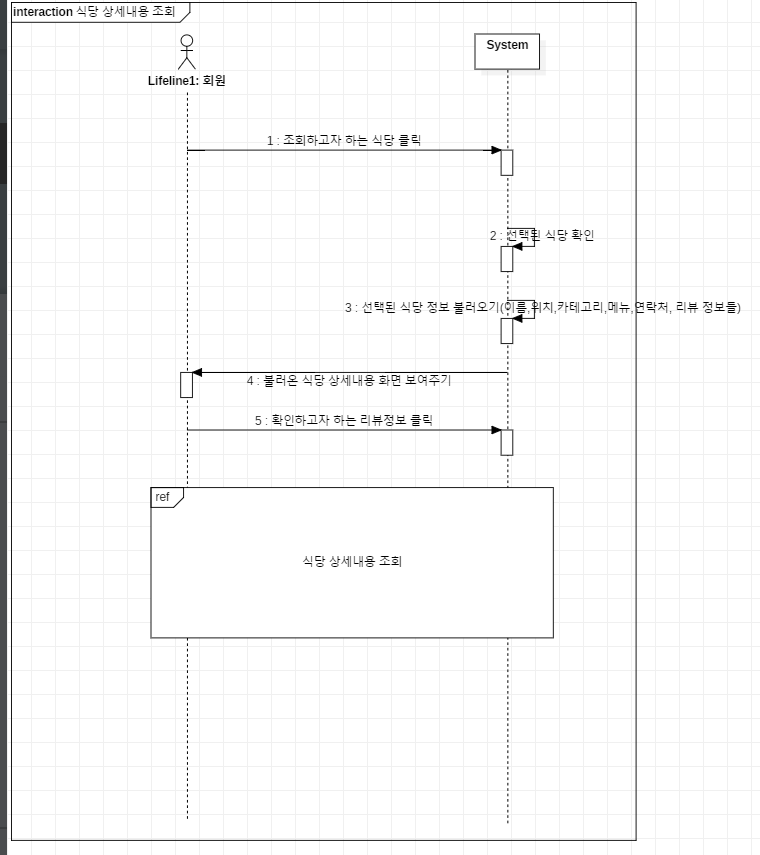 interaction 식당 상세내용 조회
System
Lifeline1: 회원
1 : 조회하고자 하는 식당 클릭
2 : 선택된 식당 확인
3 : 선택된 식당 정보 불러오기(이름,위치,카테고리,메뉴,연락처, 리뷰 정보들)
4 : 불러온 식당 상세내용 화면 보여주기
5 : 확인하고자 하는 리뷰정보 클릭
ref
식당 상세내용 조회